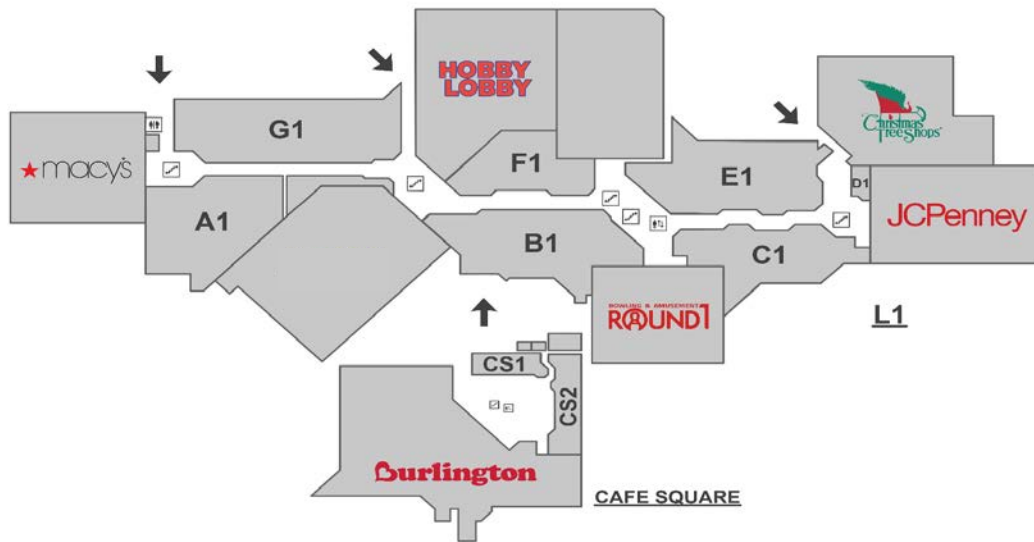 HOBBY
LOBBY
Christmas
Tree Shops
G1
macy's
F1
E1
D1
JCPenney
A1
B1
C1
BOWLING & AMUSEMENT
ROUND1
L1
CS1
CS2
Burlington
CAFE SQUARE